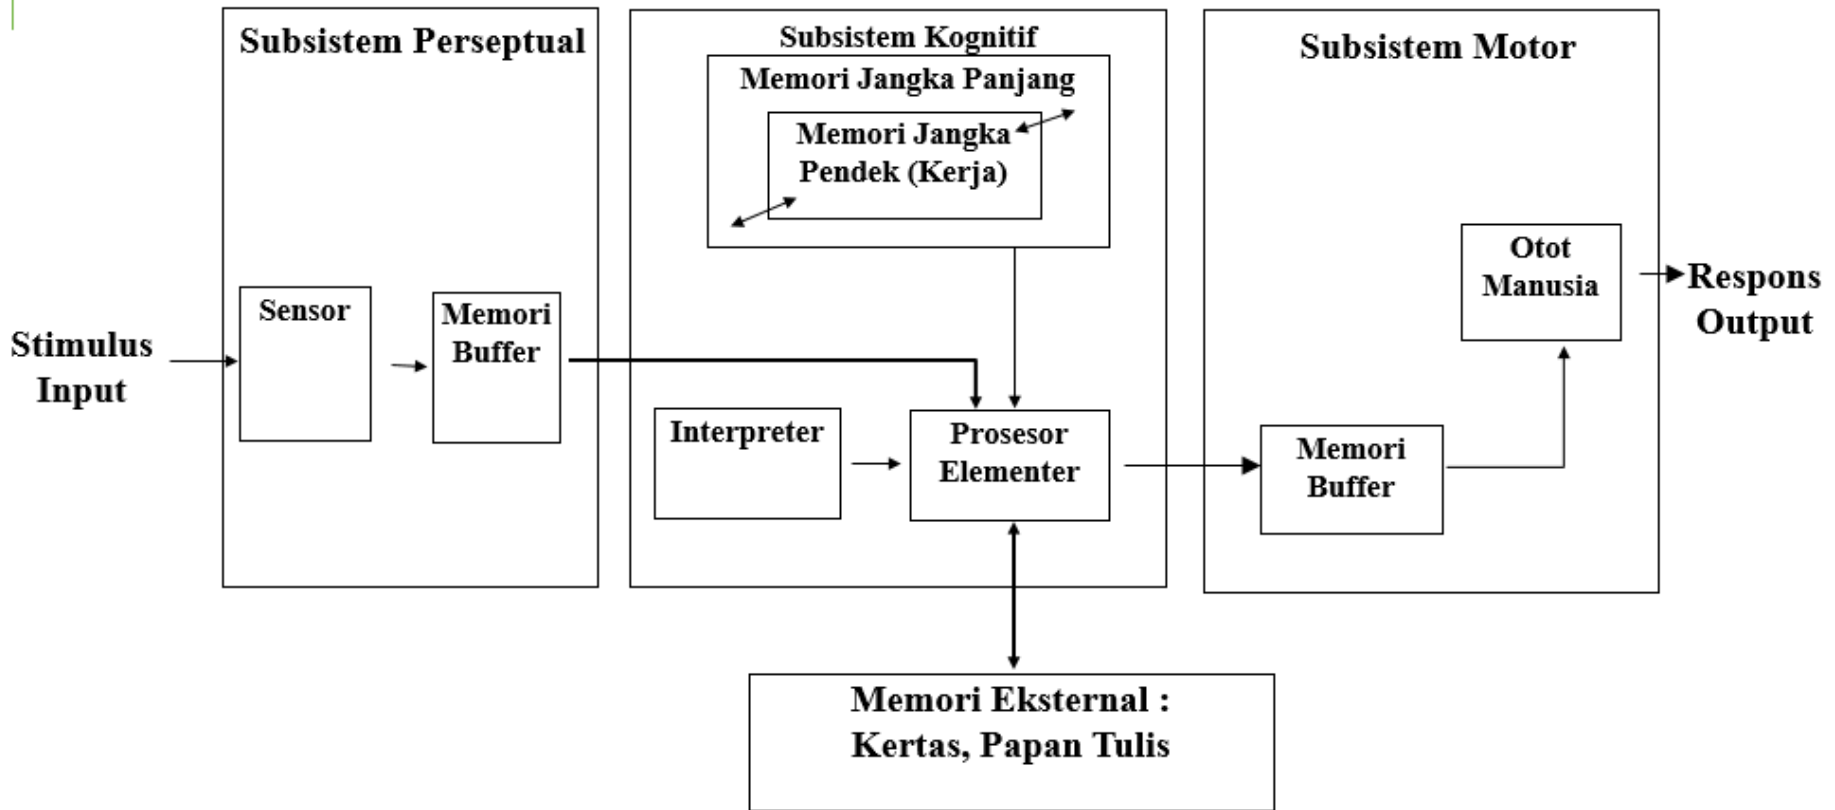 Subsistem Perseptual
Stimulus
Input
Sensor
Memori
Buffer
Subsistem Kognitif
Memori Jangka Panjang
Memori Jangka
Pendek (Kerja)
Interpreter
Prosesor
Elementer
Subsistem Motor
Memori
Buffer
Otot
Manusia
Respons
Output
Memori Eksternal :
Kertas, Papan Tulis